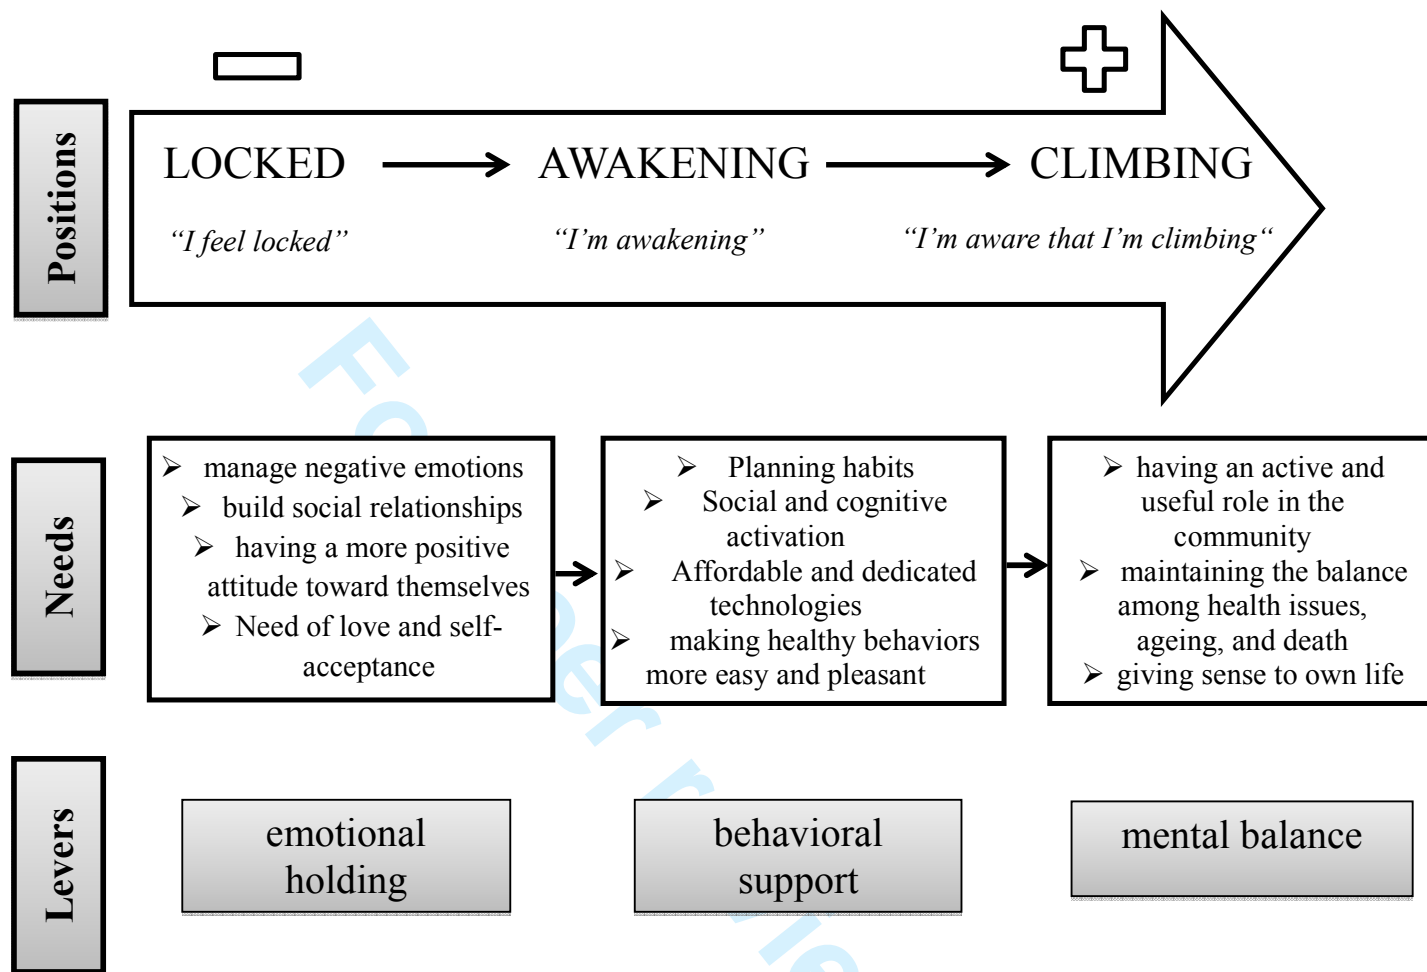 Positions
LOCKED
AWAKENING
CLIMBING
“I feel locked”
“I’m awakening”
“I’m aware that I’m climbing“
Needs
➢ manage negative emotions
➢ build social relationships
➢ having a more positive
attitude toward themselves
➢ Need of love and self-
acceptance
➢ Planning habits
➢ Social and cognitive
activation
➢ Affordable and dedicated
technologies
➢ making healthy behaviors
more easy and pleasant
➢ having an active and
useful role in the
community
➢ maintaining the balance
among health issues,
ageing, and death
➢ giving sense to own life
Levers
emotional
holding
behavioral
support
mental balance